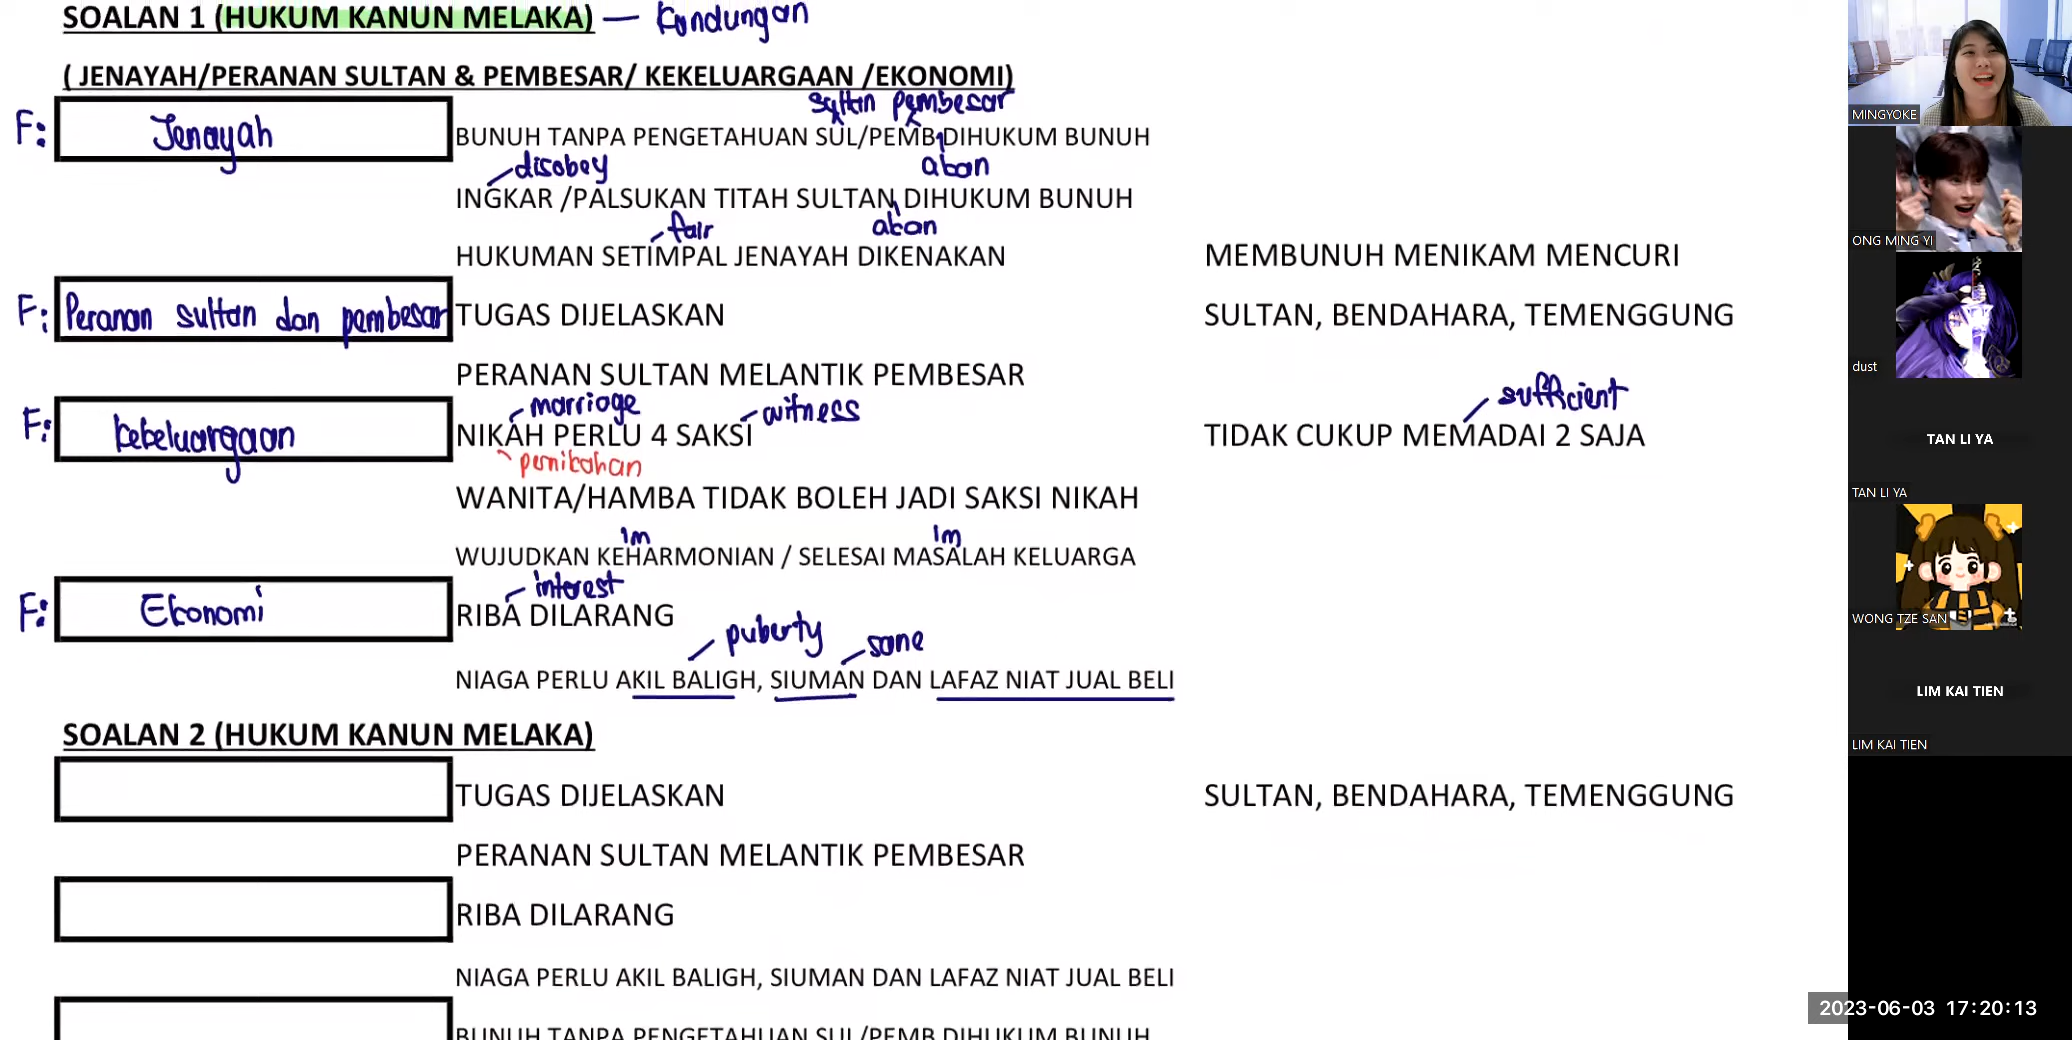 SOALAN 1 (HUKUM KANUN MELAKA) — Kandungan
( JENAYAH/PERANAN SULTAN & PEMBESAR/ KEKELUARGAAN /EKONOMI)
sultan pembesar
F: Jenayah BUNUH TANPA PENGETAHUAN SUL/PEMB DIHUKUM BUNUH
disobey akan
INGKAR /PALSUKAN TITAH SULTAN DIHUKUM BUNUH
fair akan
HUKUMAN SETIMPAL JENAYAH DIKENAKAN MEMBUNUH MENIKAM MENCURI
F: Peranan sultan dan pembesar TUGAS DIJELASKAN SULTAN, BENDAHARA, TEMENGGUNG
PERANAN SULTAN MELANTIK PEMBESAR
marriage witness sufficient
F: kekeluargaan NIKAH PERLU 4 SAKSI TIDAK CUKUP MEMADAI 2 SAJA
pernikahan
WANITA/HAMBA TIDAK BOLEH JADI SAKSI NIKAH
1m 1m
WUJUDKAN KEHARMONIAN / SELESAI MASALAH KELUARGA
interest
F: Ekonomi RIBA DILARANG
puberty sane
NIAGA PERLU AKIL BALIGH, SIUMAN DAN LAFAZ NIAT JUAL BELI
SOALAN 2 (HUKUM KANUN MELAKA)
TUGAS DIJELASKAN SULTAN, BENDAHARA, TEMENGGUNG
PERANAN SULTAN MELANTIK PEMBESAR
RIBA DILARANG
NIAGA PERLU AKIL BALIGH, SIUMAN DAN LAFAZ NIAT JUAL BELI
BUNUH TANPA PENGETAHUAN SUL/PEMB DIHUKUM BUNUH
MINGYOKE
ONG MING YI
dust
TAN LI YA
TAN LI YA
WONG TZE SAN
LIM KAI TIEN
LIM KAI TIEN
2023-06-03 17:20:13